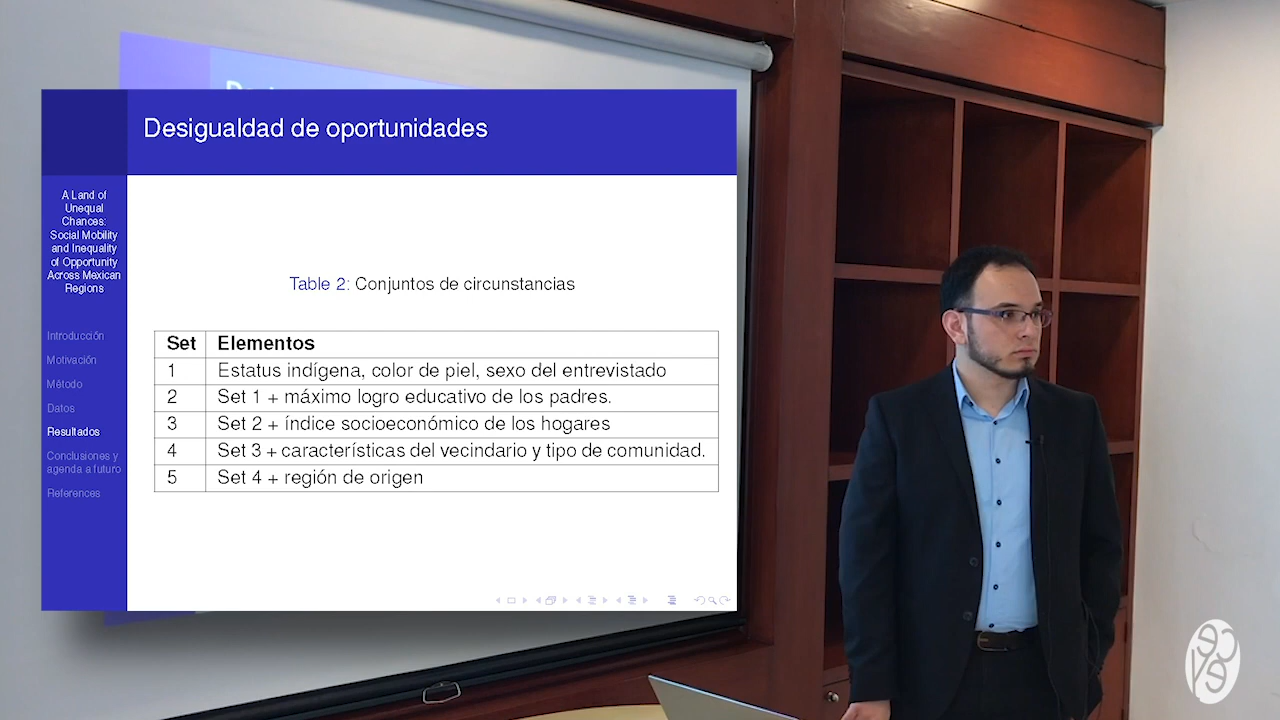 Desigualdad de oportunidades
A Land of
Unequal
Chances:
Social Mobility
and Inequality
of Opportunity
Across Mexican
Regions
Introducción
Motivación
Método
Datos
Resultados
Conclusiones y
agenda a futuro
References
Table 2: Conjuntos de circunstancias
Set Elementos
1 Estatus indígena, color de piel, sexo del entrevistado
2 Set 1 + máximo logro educativo de los padres.
3 Set 2 + índice socioeconómico de los hogares
4 Set 3 + características del vecindario y tipo de comunidad.
5 Set 4 + región de origen